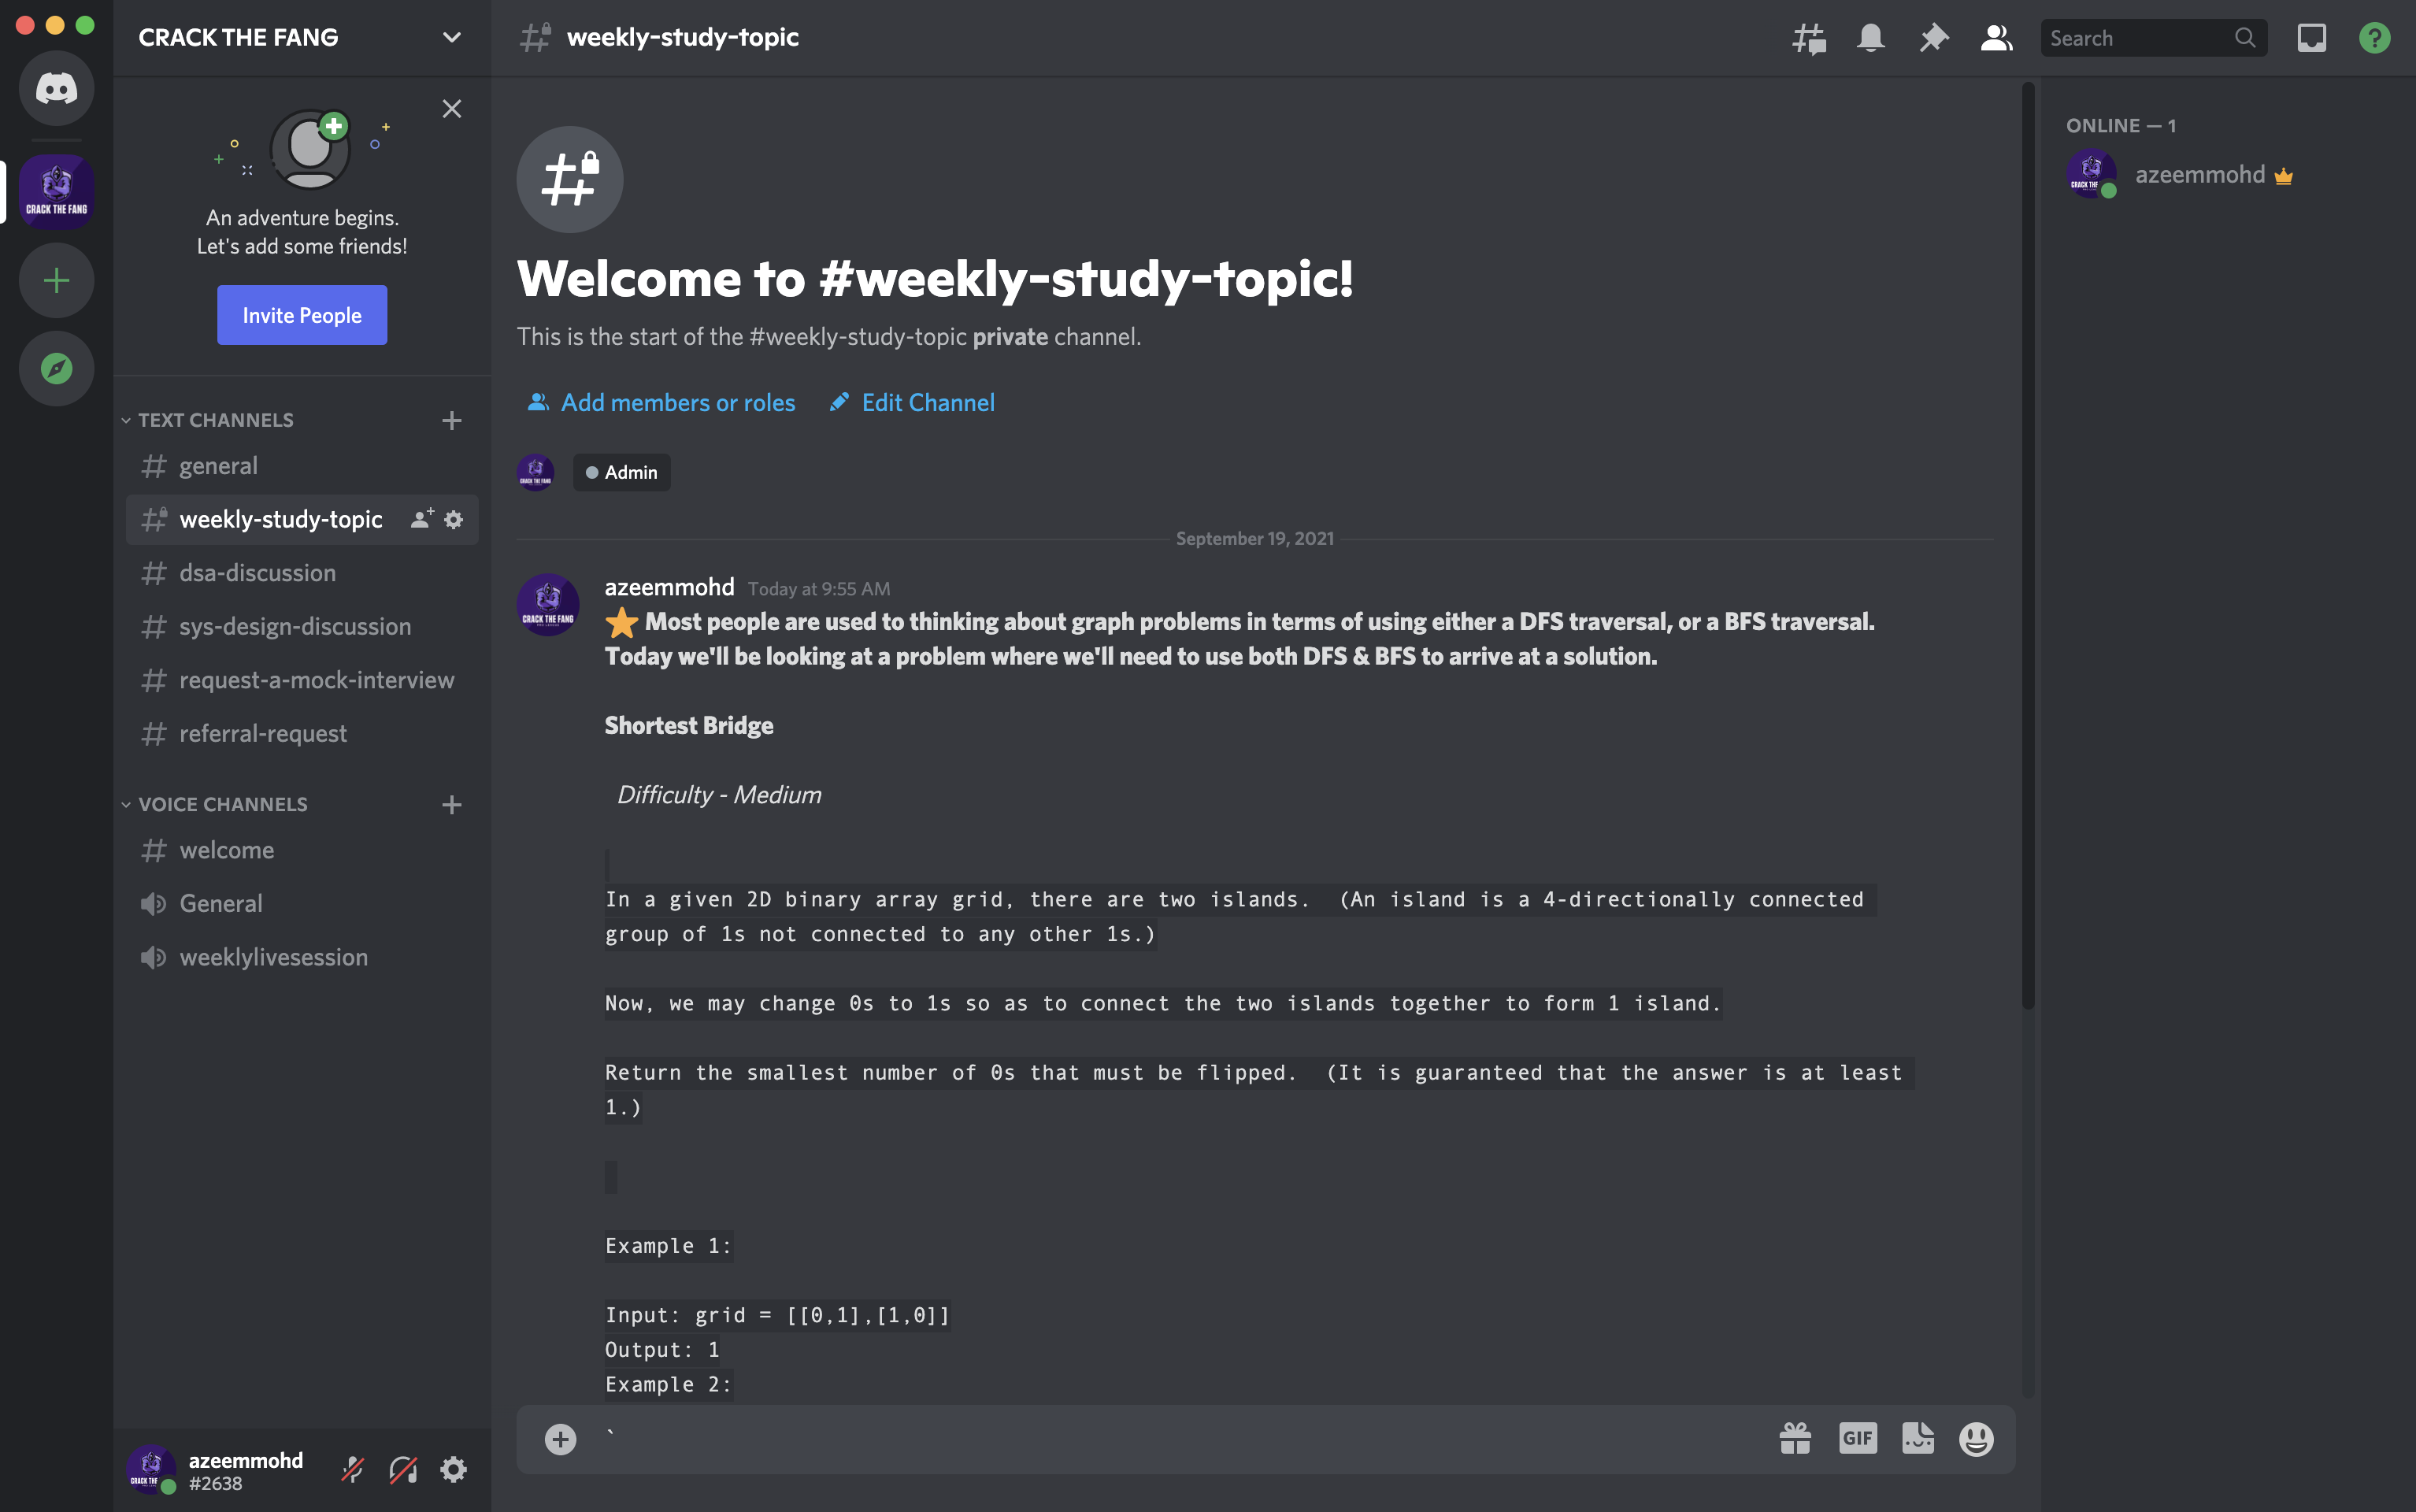 CRACK THE FANG
An adventure begins.
Let's add some friends!
Invite People
TEXT CHANNELS
general
weekly-study-topic
dsa-discussion
sys-design-discussion
request-a-mock-interview
referral-request
VOICE CHANNELS
welcome
General
weeklylivesession
azeemmohd
#2638
CRACK THE FANG
weekly-study-topic
Search
Welcome to #weekly-study-topic!
This is the start of the #weekly-study-topic private channel.
Add members or roles
Edit Channel
Admin
September 19, 2021
CRACK THE FANG
azeemmohd Today at 9:55 AM
⭐ Most people are used to thinking about graph problems in terms of using either a DFS traversal, or a BFS traversal.
Today we'll be looking at a problem where we'll need to use both DFS & BFS to arrive at a solution.
Shortest Bridge
Difficulty - Medium
In a given 2D binary array grid, there are two islands.  (An island is a 4-directionally connected
group of 1s not connected to any other 1s.)
Now, we may change 0s to 1s so as to connect the two islands together to form 1 island.
Return the smallest number of 0s that must be flipped.  (It is guaranteed that the answer is at least
1.)
Example 1:
Input: grid = [[0,1],[1,0]]
Output: 1
Example 2:
`
GIF
ONLINE — 1
azeemmohd